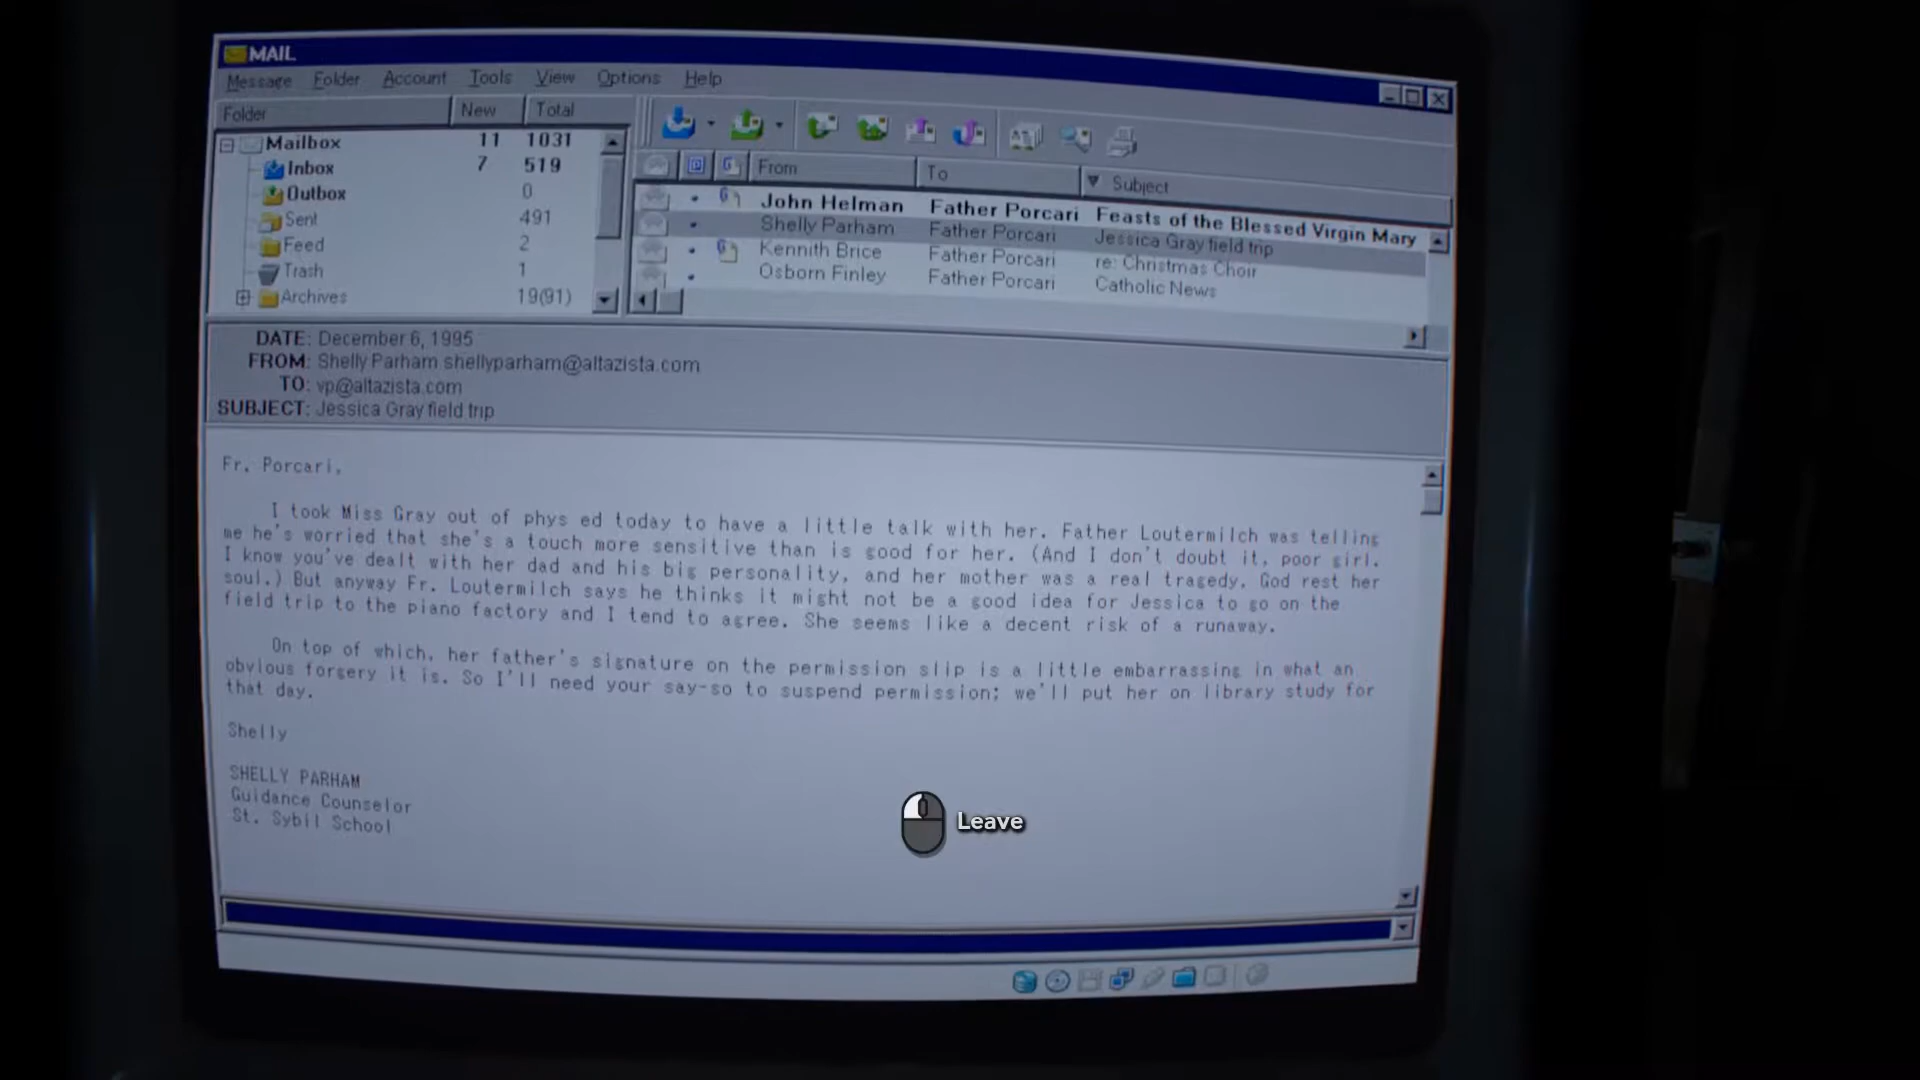 MAIL
Message Folder Account Tools View Options Help
Folder New Total
Mailbox 11 1031
Inbox 7 519
Outbox 0
Sent 491
Feed 2
Trash 1
Archives 19(91)
From To Subject
John Helman Father Porcari Feasts of the Blessed Virgin Mary
Shelly Parham Father Porcari Jessica Gray field trip
Kennith Brice Father Porcari re: Christmas Choir
Osborn Finley Father Porcari Catholic News
DATE: December 6, 1995
FROM: Shelly Parham shellyparham@altazista.com
TO: vp@altazista.com
SUBJECT: Jessica Gray field trip
Fr. Porcari,
I took Miss Gray out of phys ed today to have a little talk with her. Father Loutermilch was telling
me he's worried that she's a touch more sensitive than is good for her. (And I don't doubt it, poor girl.
I know you've dealt with her dad and his big personality, and her mother was a real tragedy, God rest her
soul.) But anyway Fr. Loutermilch says he thinks it might not be a good idea for Jessica to go on the
field trip to the piano factory and I tend to agree. She seems like a decent risk of a runaway.
On top of which, her father's signature on the permission slip is a little embarrassing in what an
obvious forgery it is. So I'll need your say-so to suspend permission; we'll put her on library study for
that day.
Shelly
SHELLY PARHAM
Guidance Counselor
St. Sybil School
Leave